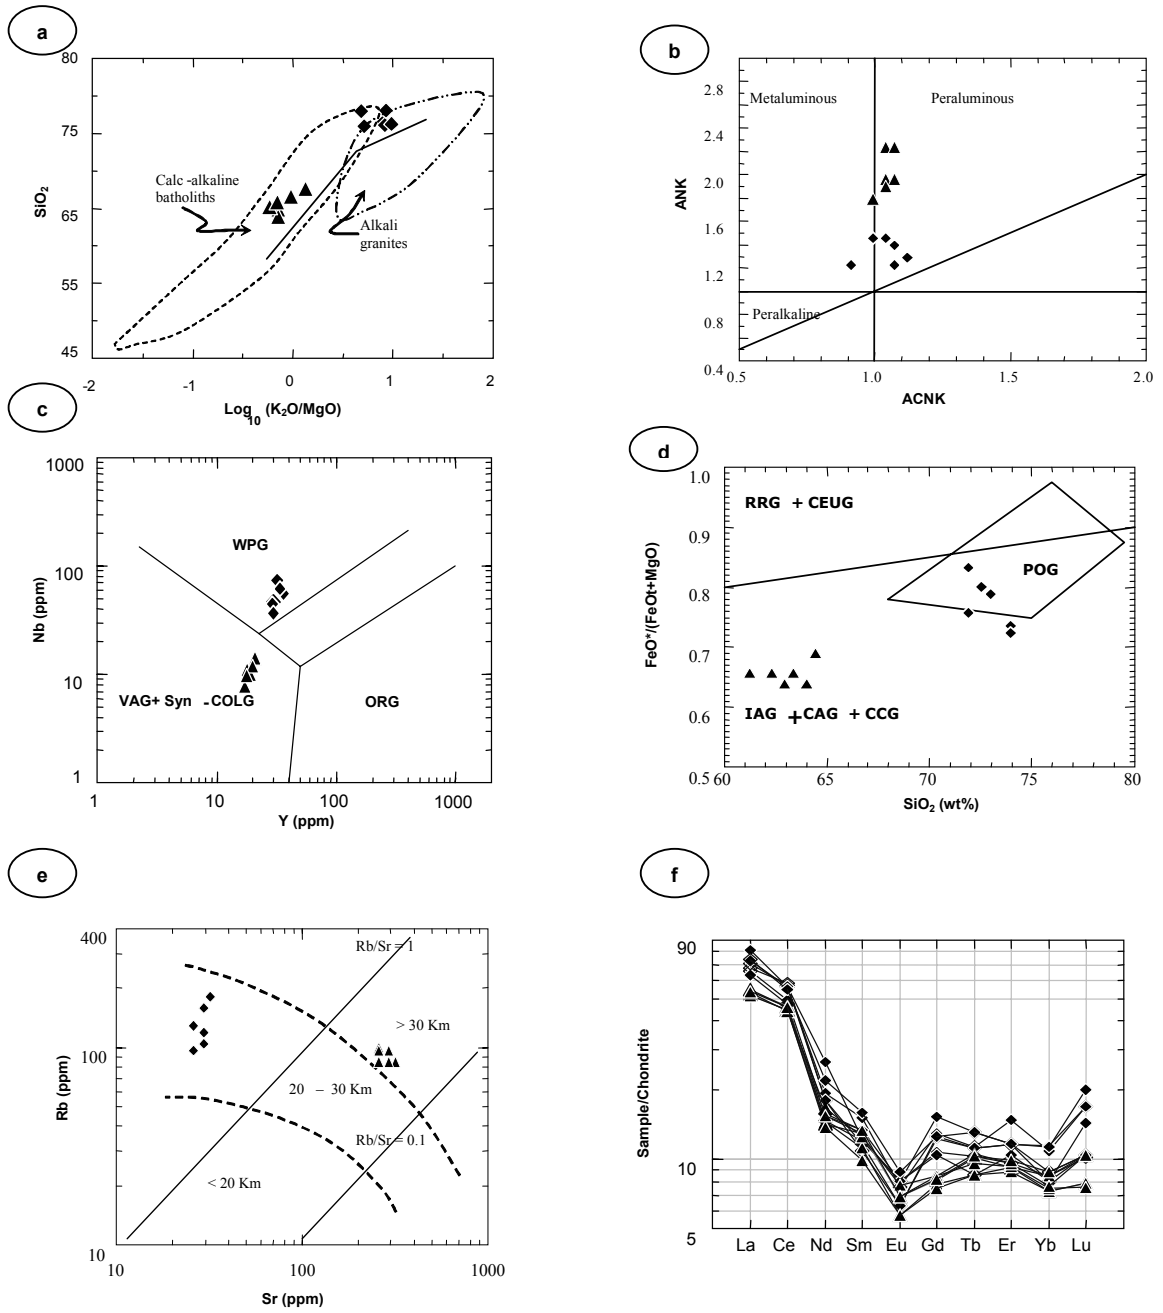 a
80
75
65
55
45
SiO2
Calc -alkaline
batholiths
Alkali
granites
-2
-1
0
1
2
Log10 (K2O/MgO)
b
2.8
2.4
2.0
1.6
1.2
0.8
0.4
ANK
Metaluminous
Peraluminous
Peralkaline
0.5
1.0
1.5
2.0
ACNK
c
1000
100
10
1
Nb (ppm)
WPG
VAG+ Syn -COLG
ORG
1
10
100
1000
Y (ppm)
d
1.0
0.9
0.8
0.7
0.6
0.5
FeO*/(FeOt+MgO)
RRG + CEUG
POG
IAG +CAG + CCG
60
65
70
75
80
SiO2 (wt%)
e
400
100
10
Rb (ppm)
Rb/Sr = 1
> 30 Km
20 – 30 Km
Rb/Sr = 0.1
< 20 Km
10
100
1000
Sr (ppm)
f
90
10
5
Sample/Chondrite
La Ce Nd Sm Eu Gd Tb Er Yb Lu